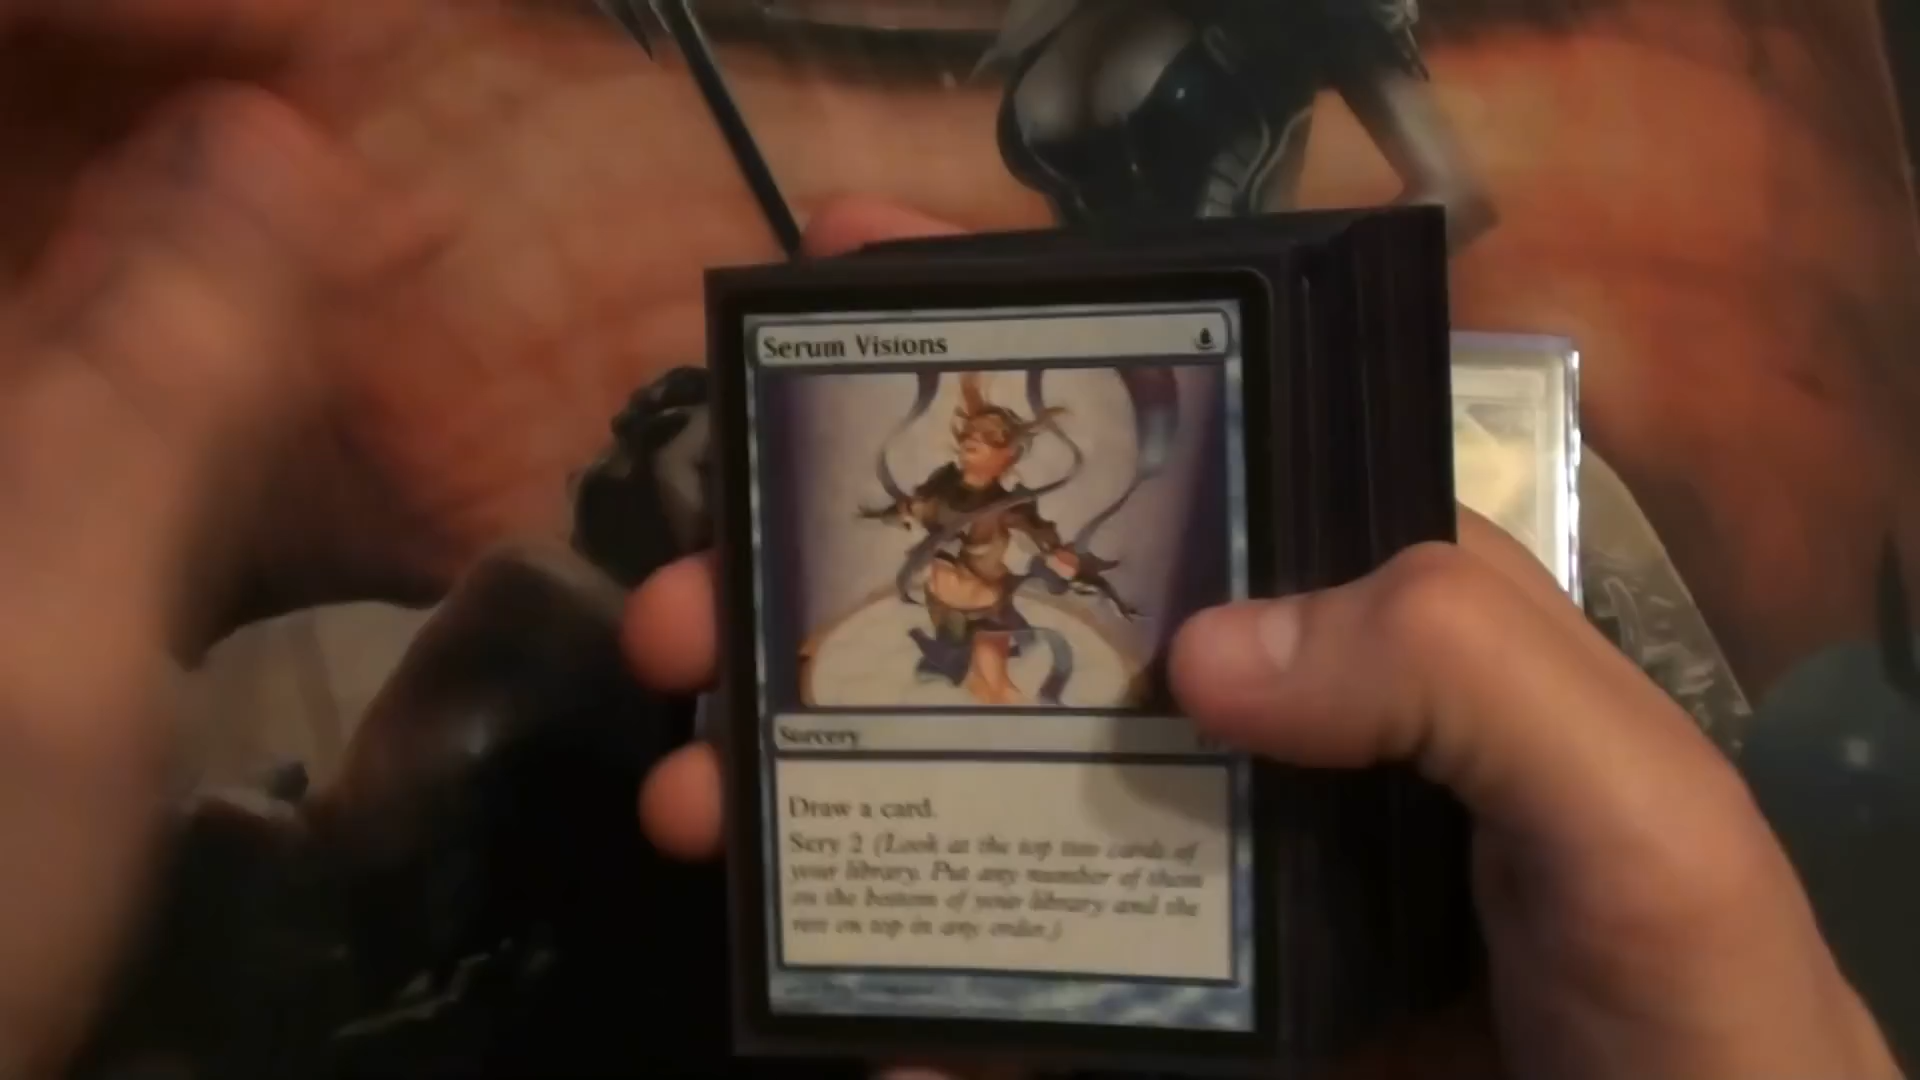 Serum Visions
Sorcery
Draw a card.
Scry 2 (Look at the top two cards of
your library. Put any number of them
on the bottom of your library and the
rest on top in any order.)